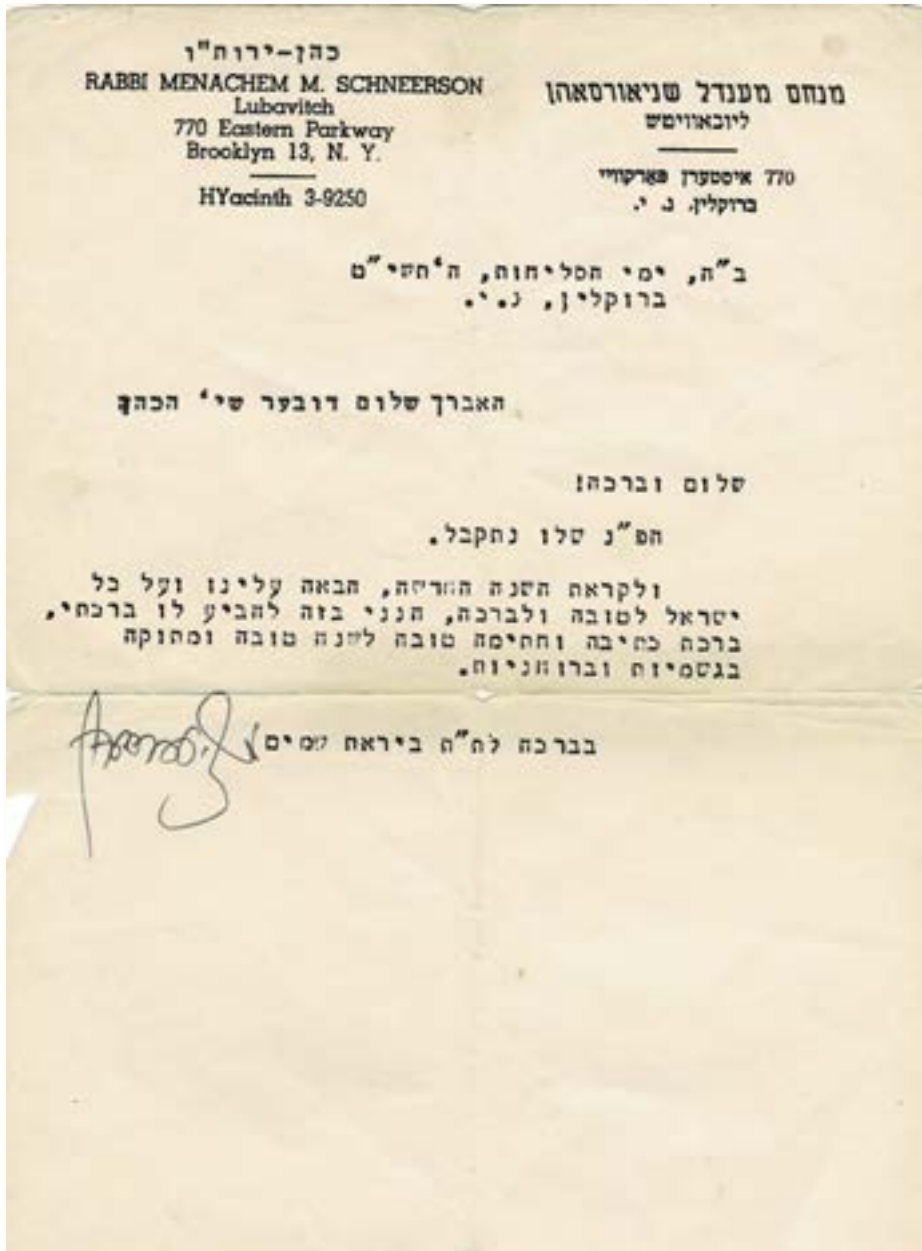 כהן-ירות"ו
RABBI MENACHEM M. SCHNEERSON
Lubavitch
770 Eastern Parkway
Brooklyn 13, N. Y.
HYacinth 3-9250
מנחם מענדל שניאורסאהן
ליובאוויטש
770 איסטערן פארקוויי
ברוקלין, נ. י.
ב"ה, ימי הסליחות, ה'תשי"ט
ברוקלין, נ.י.
האברך שלום דובער שי' הכהן
שלום וברכה!
הפ"נ שלו נתקבל.
ולקראת השנה החדשה, הבאה עלינו ועל כל
ישראל לטובה ולברכה, הנני בזה להביע לו ברכתי,
ברכת כתיבה וחתימה טובה לשנה טובה ומתוקה
בגשמיות וברוחניות.
בברכה לת"ת ביראת שמים